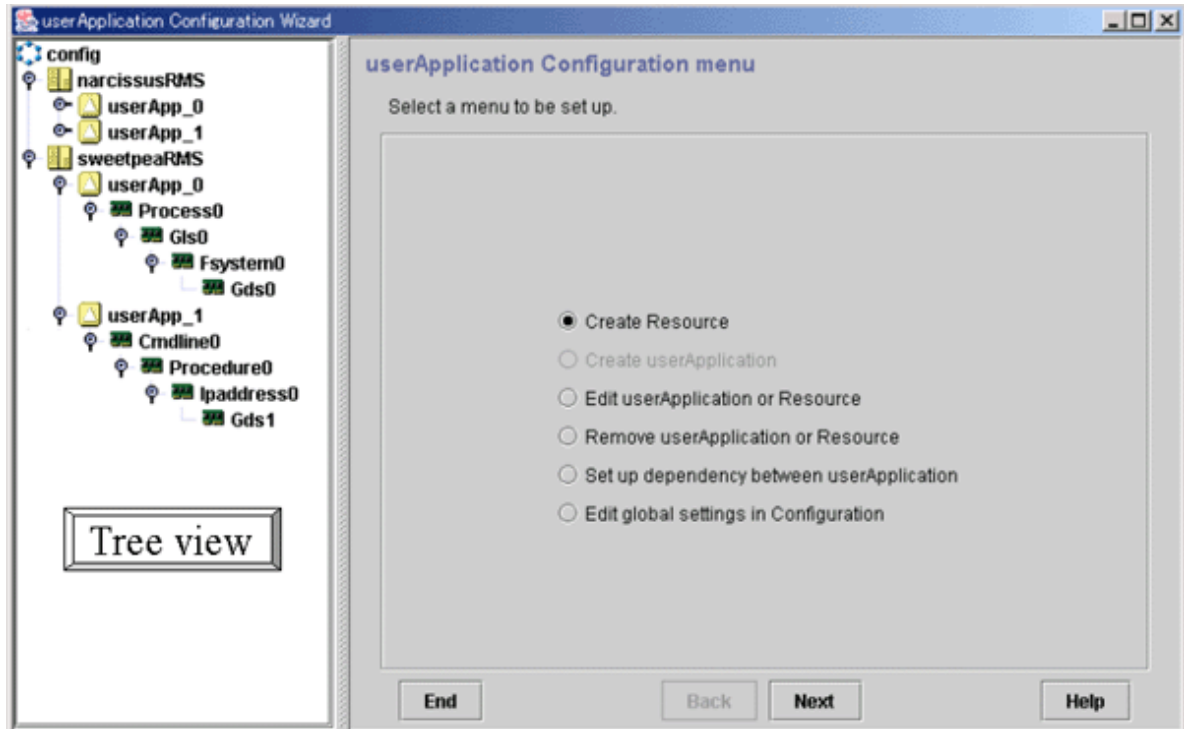 userApplication Configuration Wizard
config
narcissusRMS
userApp_0
userApp_1
sweetpeaRMS
userApp_0
Process0
Gls0
Fsystem0
Gds0
userApp_1
Cmdline0
Procedure0
Ipaddress0
Gds1
Tree view
userApplication Configuration menu
Select a menu to be set up.
Create Resource
Create userApplication
Edit userApplication or Resource
Remove userApplication or Resource
Set up dependency between userApplication
Edit global settings in Configuration
End
Back
Next
Help